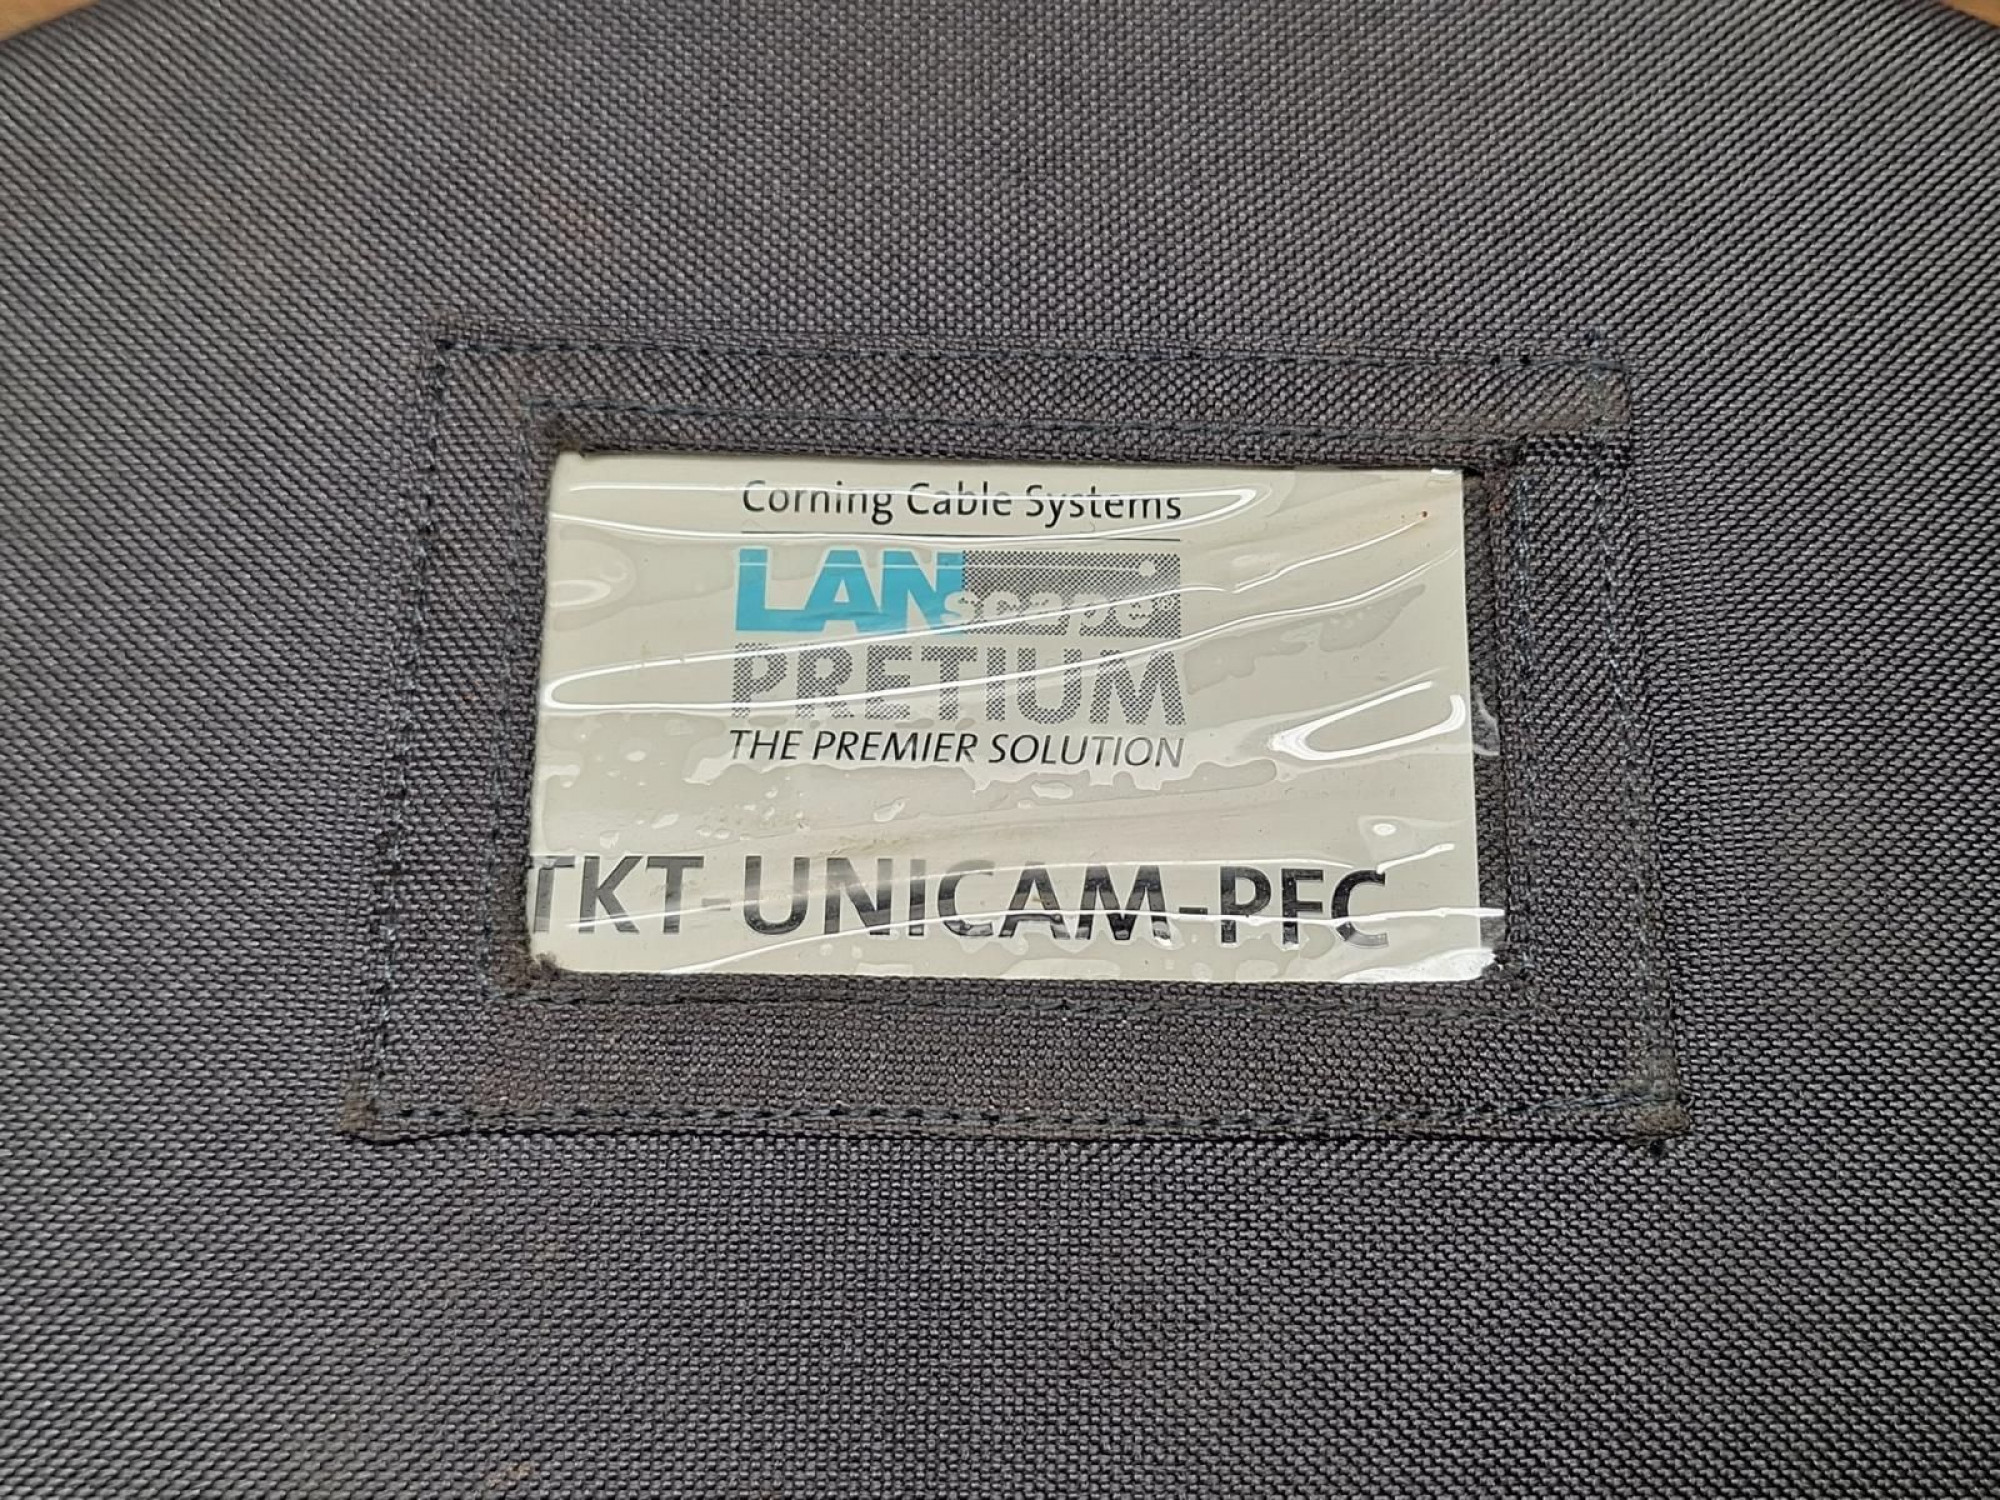 Corning Cable Systems
LANscape®
PRETIUM
THE PREMIER SOLUTION
TKT-UNICAM-PFC